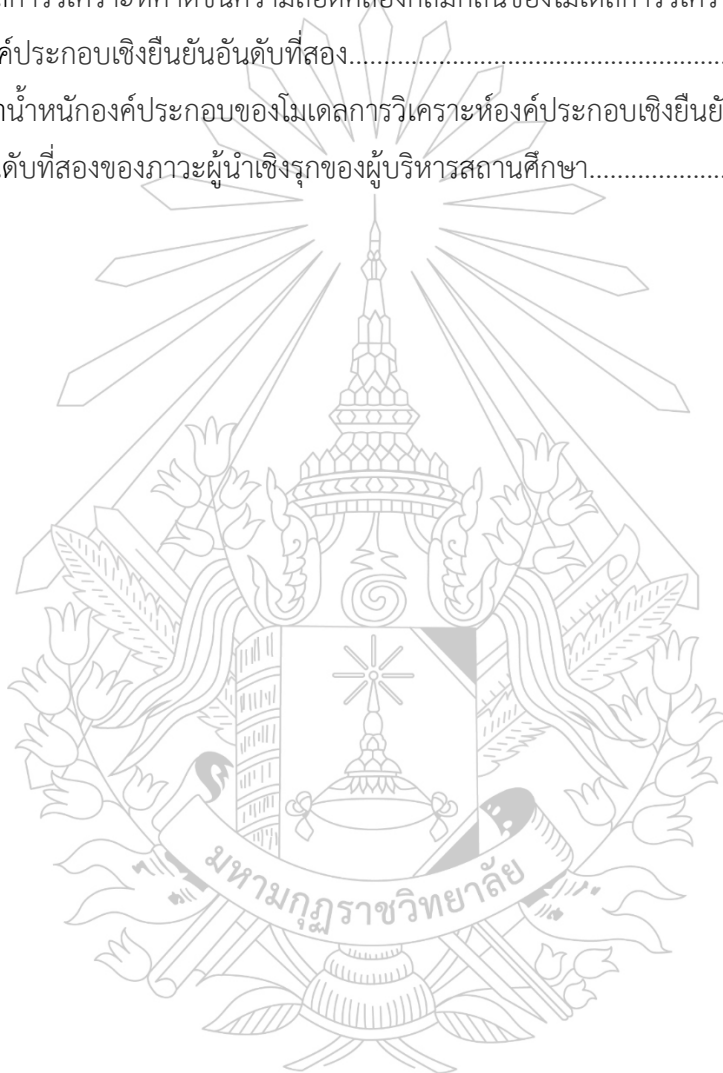 การวิเคราะห์ค่าดัชนีความสอดคล้องกลมกลืนของโมเดลการวิเคร
ค์ประกอบเชิงยืนยันอันดับที่สอง
น้ำหนักองค์ประกอบของโมเดลการวิเคราะห์องค์ประกอบเชิงยืนยั
ดับที่สองของภาวะผู้นำเชิงรุกของผู้บริหารสถานศึกษา
มหามกุฏราชวิทยาลัย